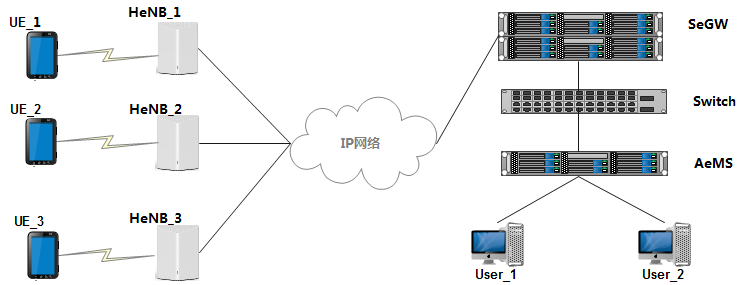 UE_1
HeNB_1
SeGW
UE_2
HeNB_2
Switch
IP网络
AeMS
UE_3
HeNB_3
User_1
User_2